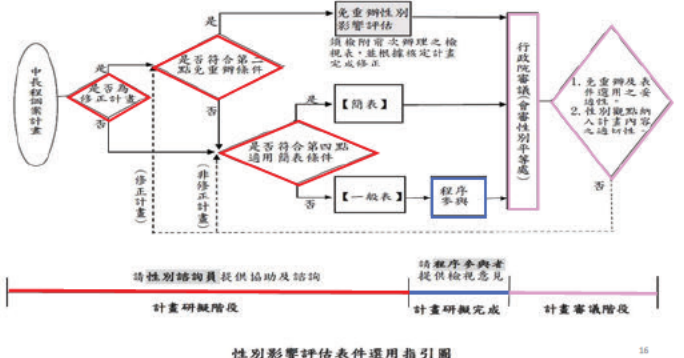 是
免重辦性別
影響評估
須檢附前次辦理之檢
視表,並根據核定計畫
完成修正
中長程個案計畫
是
是否為
修正計畫
否
是否符合第二
點免重辦條件
否
是
【簡表】
是否符合第四點
適用簡表條件
否
【一般表】
程序
參與
行政院審議(會審性別平等處)
1. 免重辦及表
件選用之妥
適性。
2. 性別觀點納
入計畫內容
之適切性。
否
(修正計畫)
(非修正計畫)
請性別諮詢員提供協助及諮詢
請程序參與者
提供檢視意見
計畫研擬階段
計畫研擬完成
計畫審議階段
性別影響評估表件選用指引圖
16